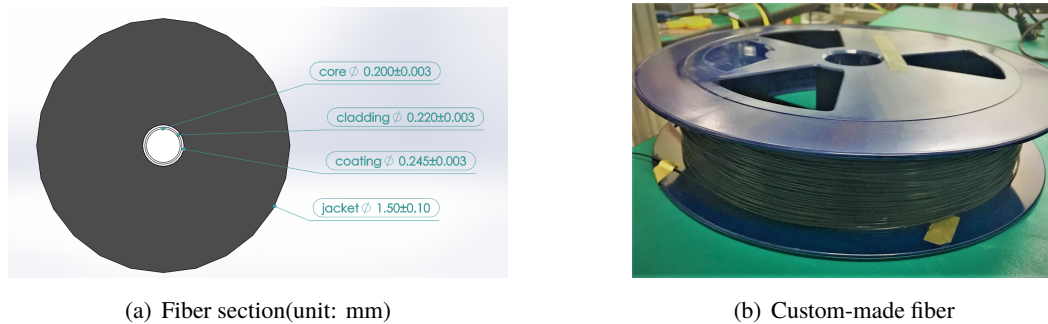 core ∅ 0.200±0.003
cladding ∅ 0.220±0.003
coating ∅ 0.245±0.003
jacket ∅ 1.50±0.10
(a) Fiber section(unit: mm)
(b) Custom-made fiber